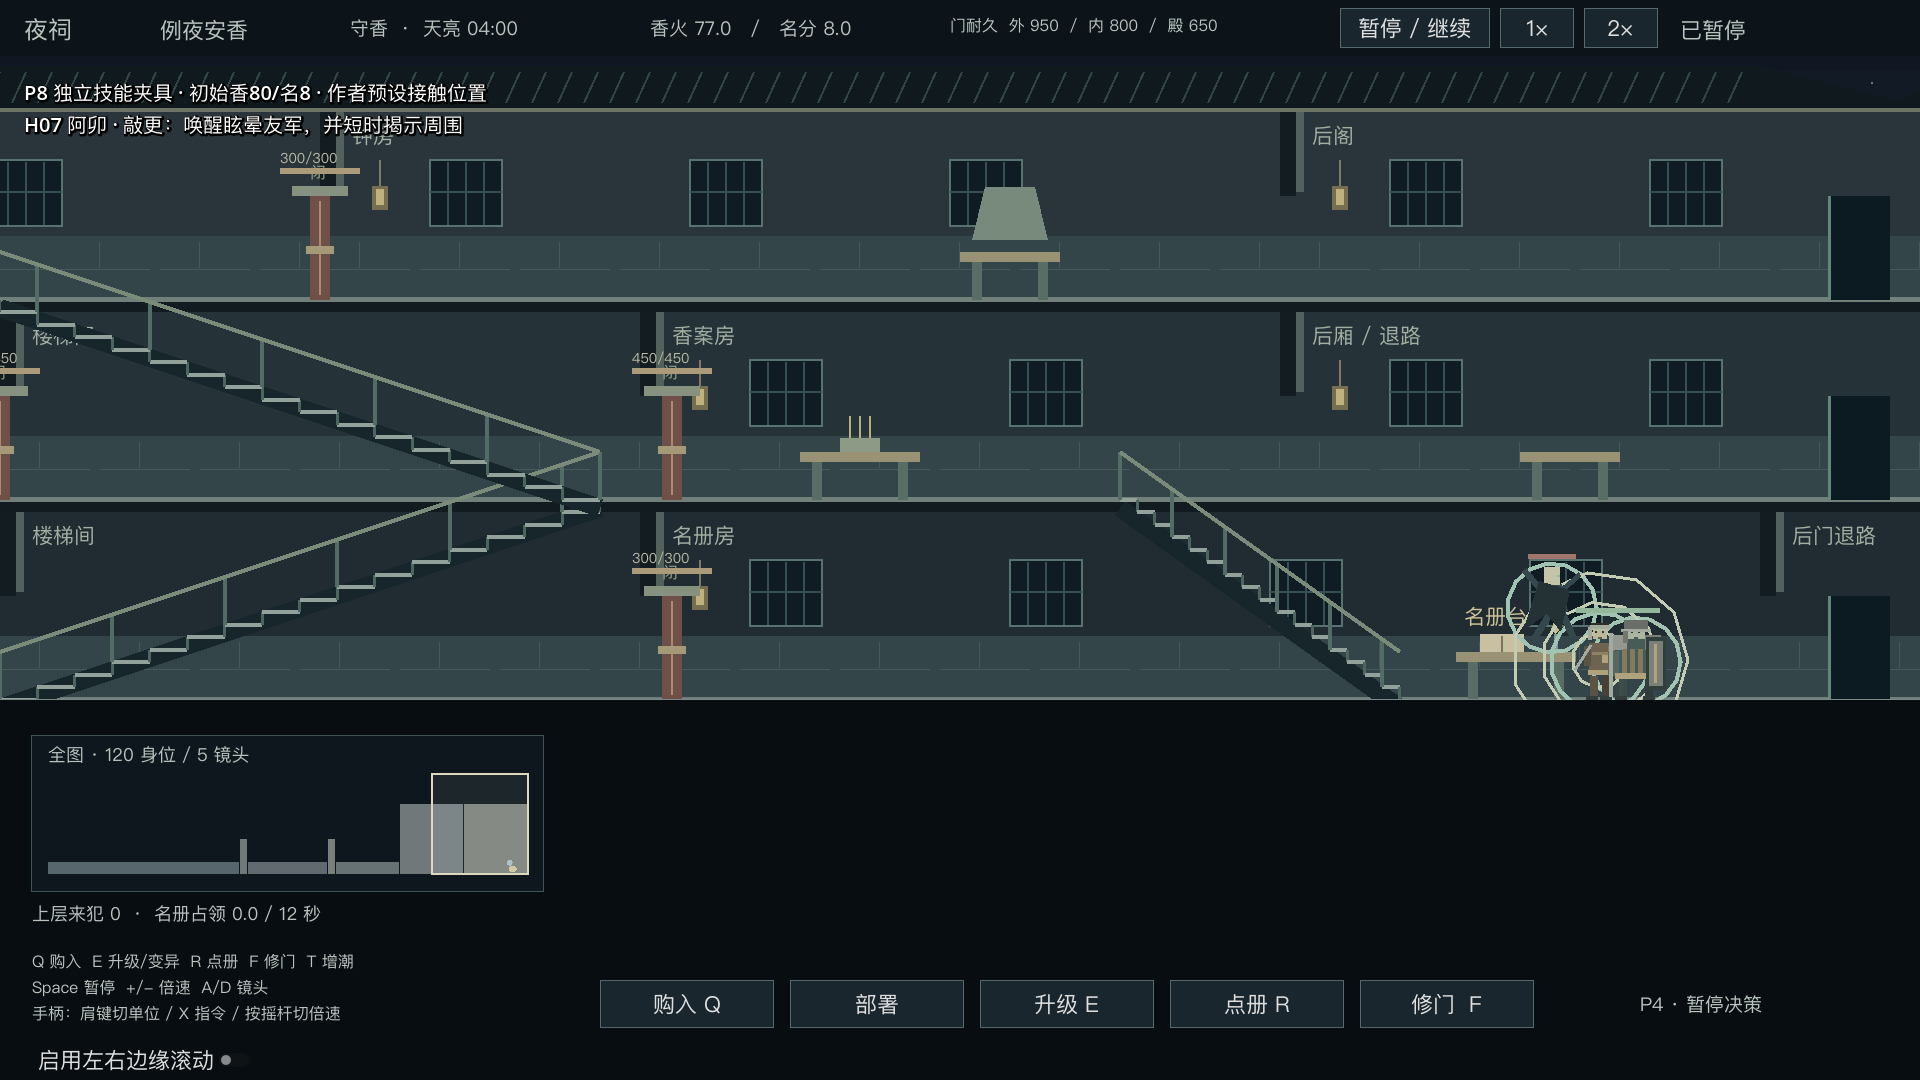 夜祠
例夜安香
守香 · 天亮 04:00
香火 77.0 / 名分 8.0
门耐久 外 950 / 内 800 / 殿 650
暂停 / 继续
1×
2×
已暂停
P8 独立技能夹具 · 初始香80/名8 · 作者预设接触位置
H07 阿卯 · 敲更：唤醒眩晕友军，并短时揭示周围
钟房
后阁
300/300
闭
香案房
后厢 / 退路
50
450/450
闭
楼梯间
名册房
后门退路
300/300
闭
名册台
全图 · 120 身位 / 5 镜头
上层来犯 0 · 名册占领 0.0 / 12 秒
Q 购入 E 升级/变异 R 点册 F 修门 T 增潮
Space 暂停 +/− 倍速 A/D 镜头
手柄：肩键切单位 / X 指令 / 按摇杆切倍速
购入 Q
部署
升级 E
点册 R
修门 F
P4 · 暂停决策
启用左右边缘滚动